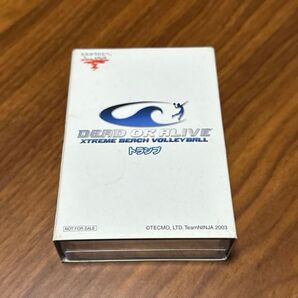 DEAD OR ALIVE
XTREME BEACH VOLLEYBALL
トランプ
NOT FOR SALE
©TECMO, LTD. TeamNINJA 2003